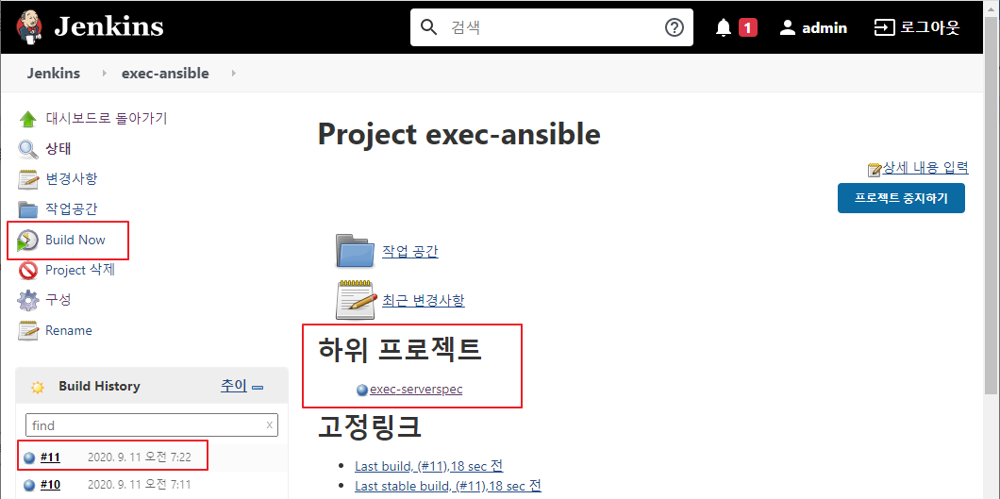 Jenkins
검색
1
admin
로그아웃
Jenkins
exec-ansible
대시보드로 돌아가기
상태
변경사항
작업공간
Build Now
Project 삭제
구성
Rename
Build History
추이
find
x
#11 2020. 9. 11 오전 7:22
#10 2020. 9. 11 오전 7:11
Project exec-ansible
상세 내용 입력
프로젝트 중지하기
작업 공간
최근 변경사항
하위 프로젝트
exec-serverspec
고정링크
Last build, (#11),18 sec 전
Last stable build, (#11),18 sec 전